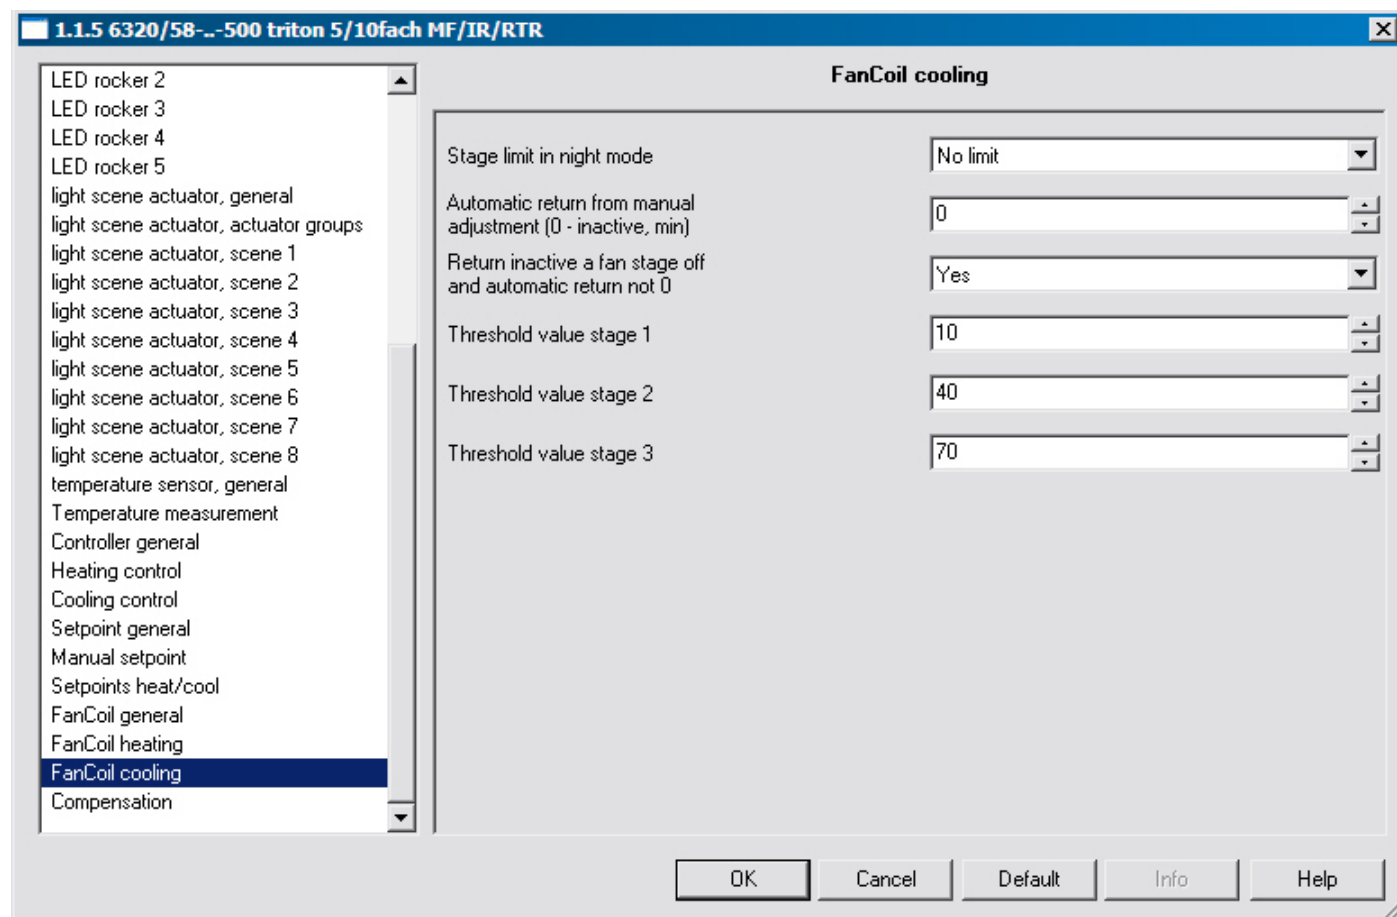 1.1.5 6320/58-..-500 triton 5/10fach MF/IR/RTR
LED rocker 2
LED rocker 3
LED rocker 4
LED rocker 5
light scene actuator, general
light scene actuator, actuator groups
light scene actuator, scene 1
light scene actuator, scene 2
light scene actuator, scene 3
light scene actuator, scene 4
light scene actuator, scene 5
light scene actuator, scene 6
light scene actuator, scene 7
light scene actuator, scene 8
temperature sensor, general
Temperature measurement
Controller general
Heating control
Cooling control
Setpoint general
Manual setpoint
Setpoints heat/cool
FanCoil general
FanCoil heating
FanCoil cooling
Compensation
FanCoil cooling
Stage limit in night mode
No limit
Automatic return from manual
adjustment (0 - inactive, min)
0
Return inactive a fan stage off
and automatic return not 0
Yes
Threshold value stage 1
10
Threshold value stage 2
40
Threshold value stage 3
70
OK
Cancel
Default
Info
Help